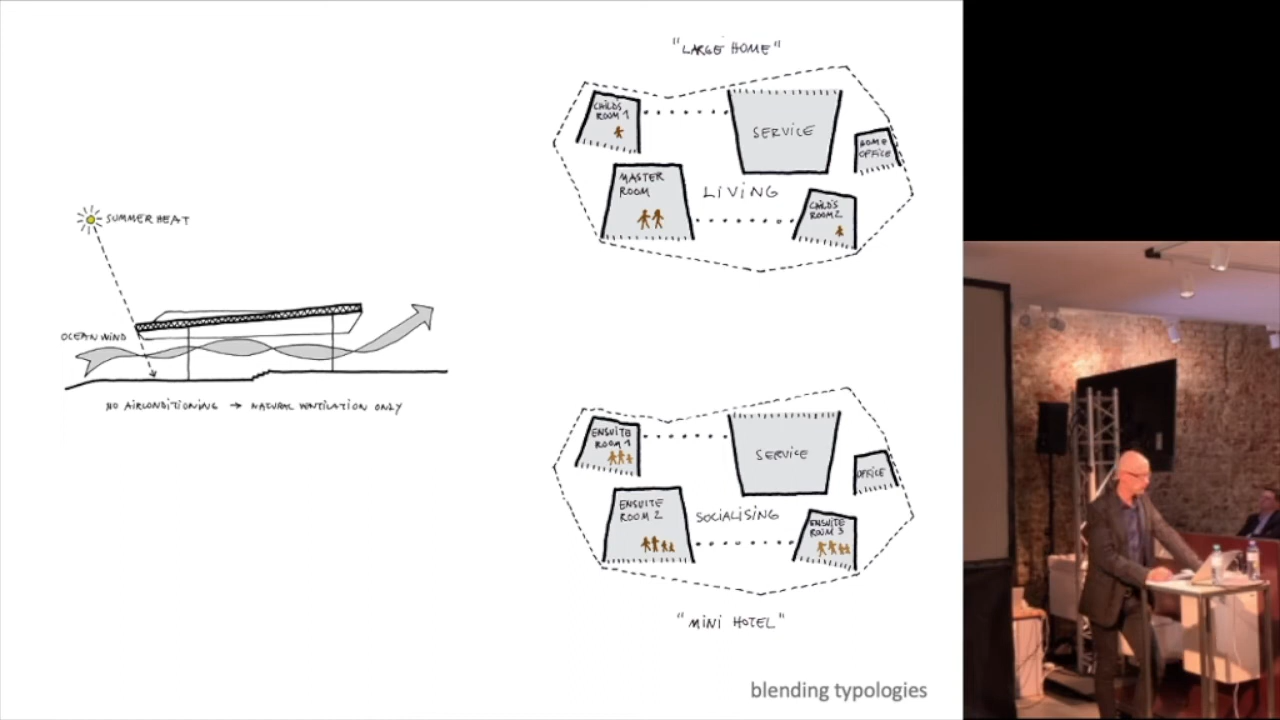 SUMMER HEAT
OCEAN WIND
NO AIRCONDITIONING → NATURAL VENTILATION ONLY
"LARGE HOME"
CHILD'S
ROOM 1
SERVICE
HOME
OFFICE
MASTER
ROOM
LIVING
CHILD'S
ROOM 2
ENSUITE
ROOM 1
SERVICE
OFFICE
ENSUITE
ROOM 2
SOCIALISING
ENSUITE
ROOM 3
"MINI HOTEL"
blending typologies